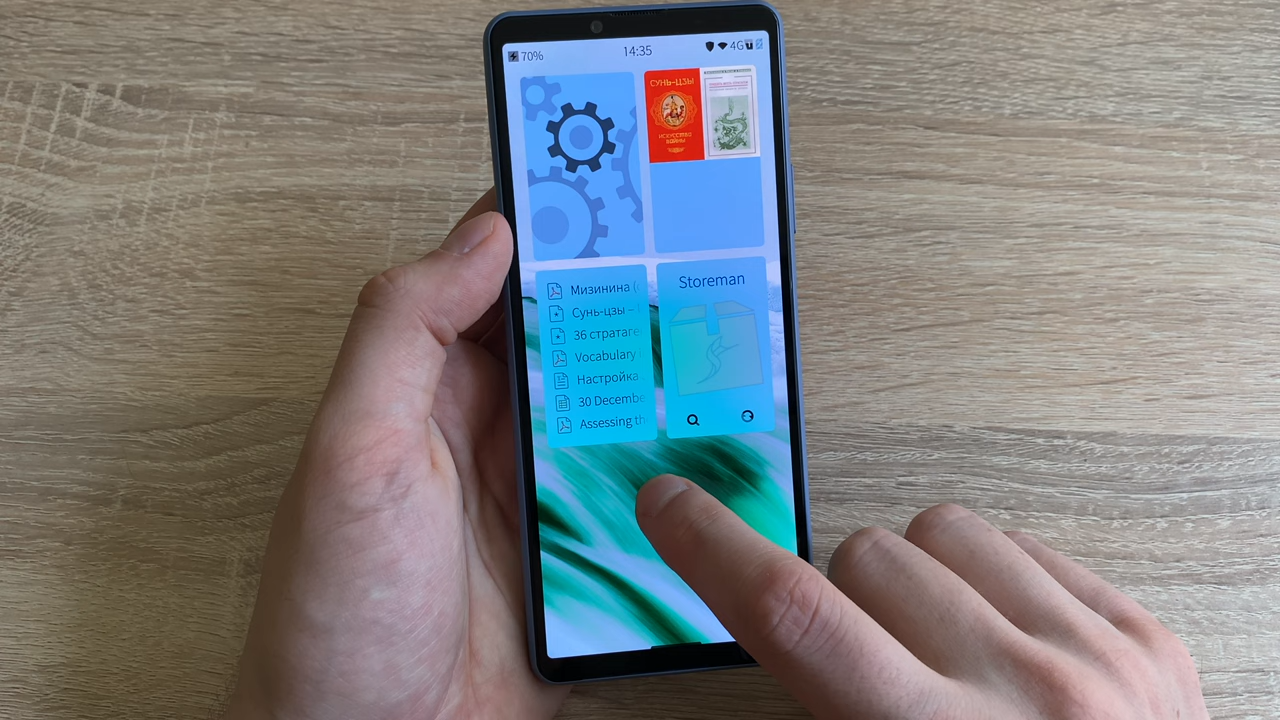 70%
14:35
4G
СУНЬ-ЦЗЫ
ИСКУССТВО
ВОЙНЫ
Мизинина (
Сунь-цзы –
36 стратаге
Vocabulary
Настройка
30 Decembe
Assessing th
Storeman